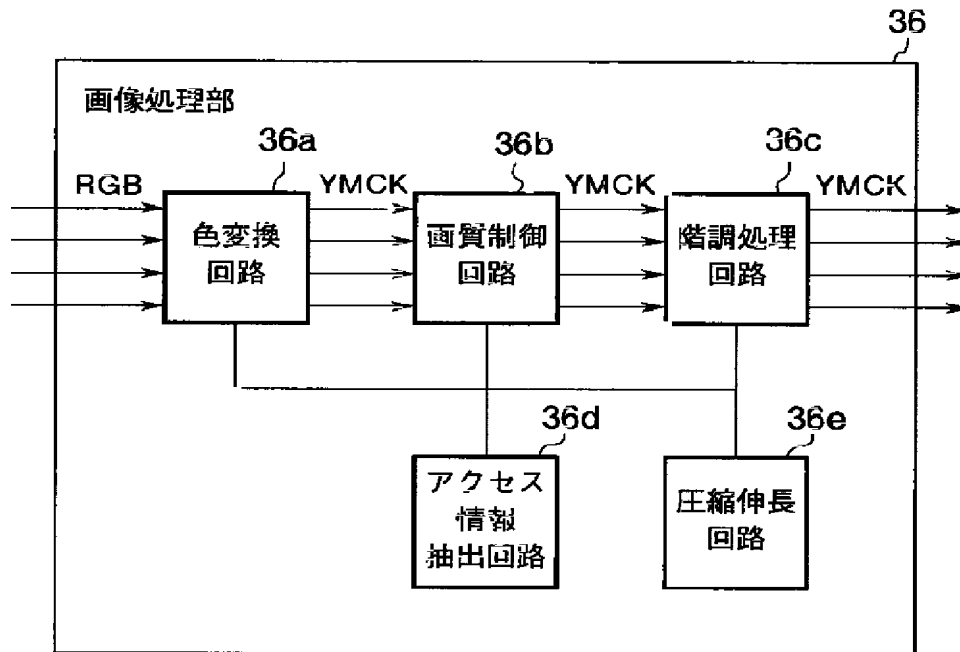 36
画像処理部
36a
36b
36c
RGB
YMCK
YMCK
YMCK
色変換
回路
画質制御
回路
階調処理
回路
36d
36e
アクセス
情報
抽出回路
圧縮伸長
回路